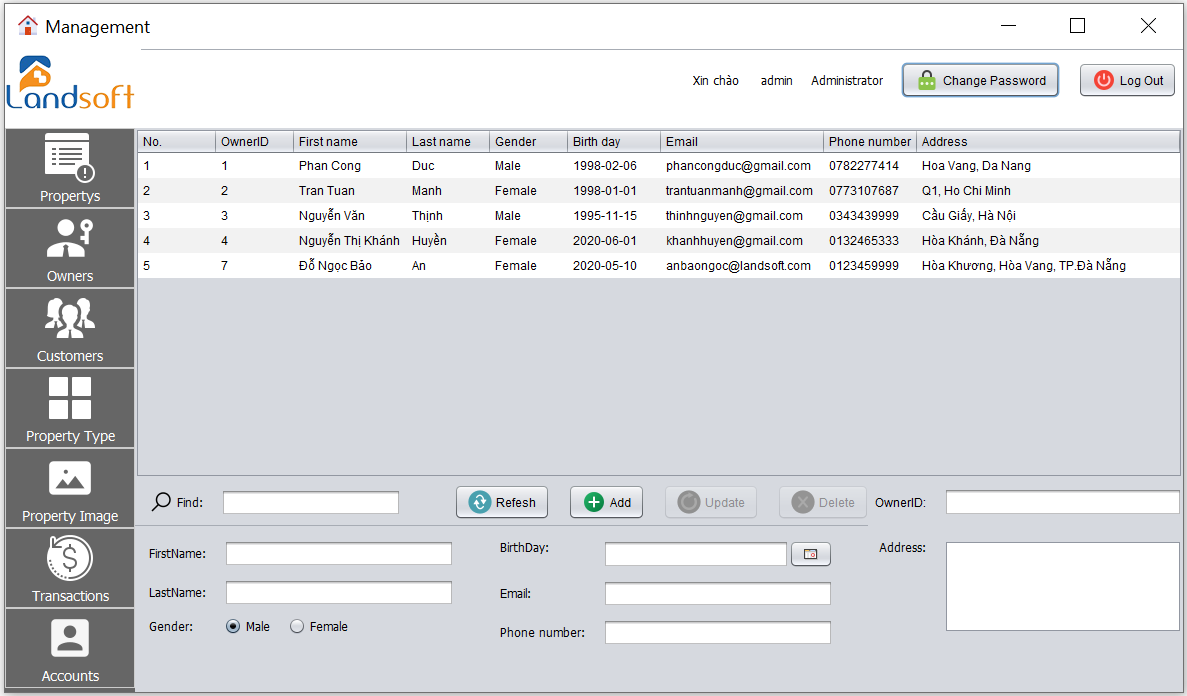 Management
Landsoft
Xin chào admin Administrator Change Password Log Out
Propertys
Owners
Customers
Property Type
Property Image
Transactions
Accounts
No. OwnerID First name Last name Gender Birth day Email Phone number Address
1 1 Phan Cong Duc Male 1998-02-06 phancongduc@gmail.com 0782277414 Hoa Vang, Da Nang
2 2 Tran Tuan Manh Female 1998-01-01 trantuanmanh@gmail.com 0773107687 Q1, Ho Chi Minh
3 3 Nguyễn Văn Thịnh Male 1995-11-15 thinhnguyen@gmail.com 0343439999 Cầu Giấy, Hà Nội
4 4 Nguyễn Thị Khánh Huyền Female 2020-06-01 khanhhuyen@gmail.com 0132465333 Hòa Khánh, Đà Nẵng
5 7 Đỗ Ngọc Bảo An Female 2020-05-10 anbaongoc@landsoft.com 0123459999 Hòa Khương, Hòa Vang, TP.Đà Nẵng
Find: Refesh Add Update Delete OwnerID:
FirstName: BirthDay: Address:
LastName: Email:
Gender: Male Female Phone number: